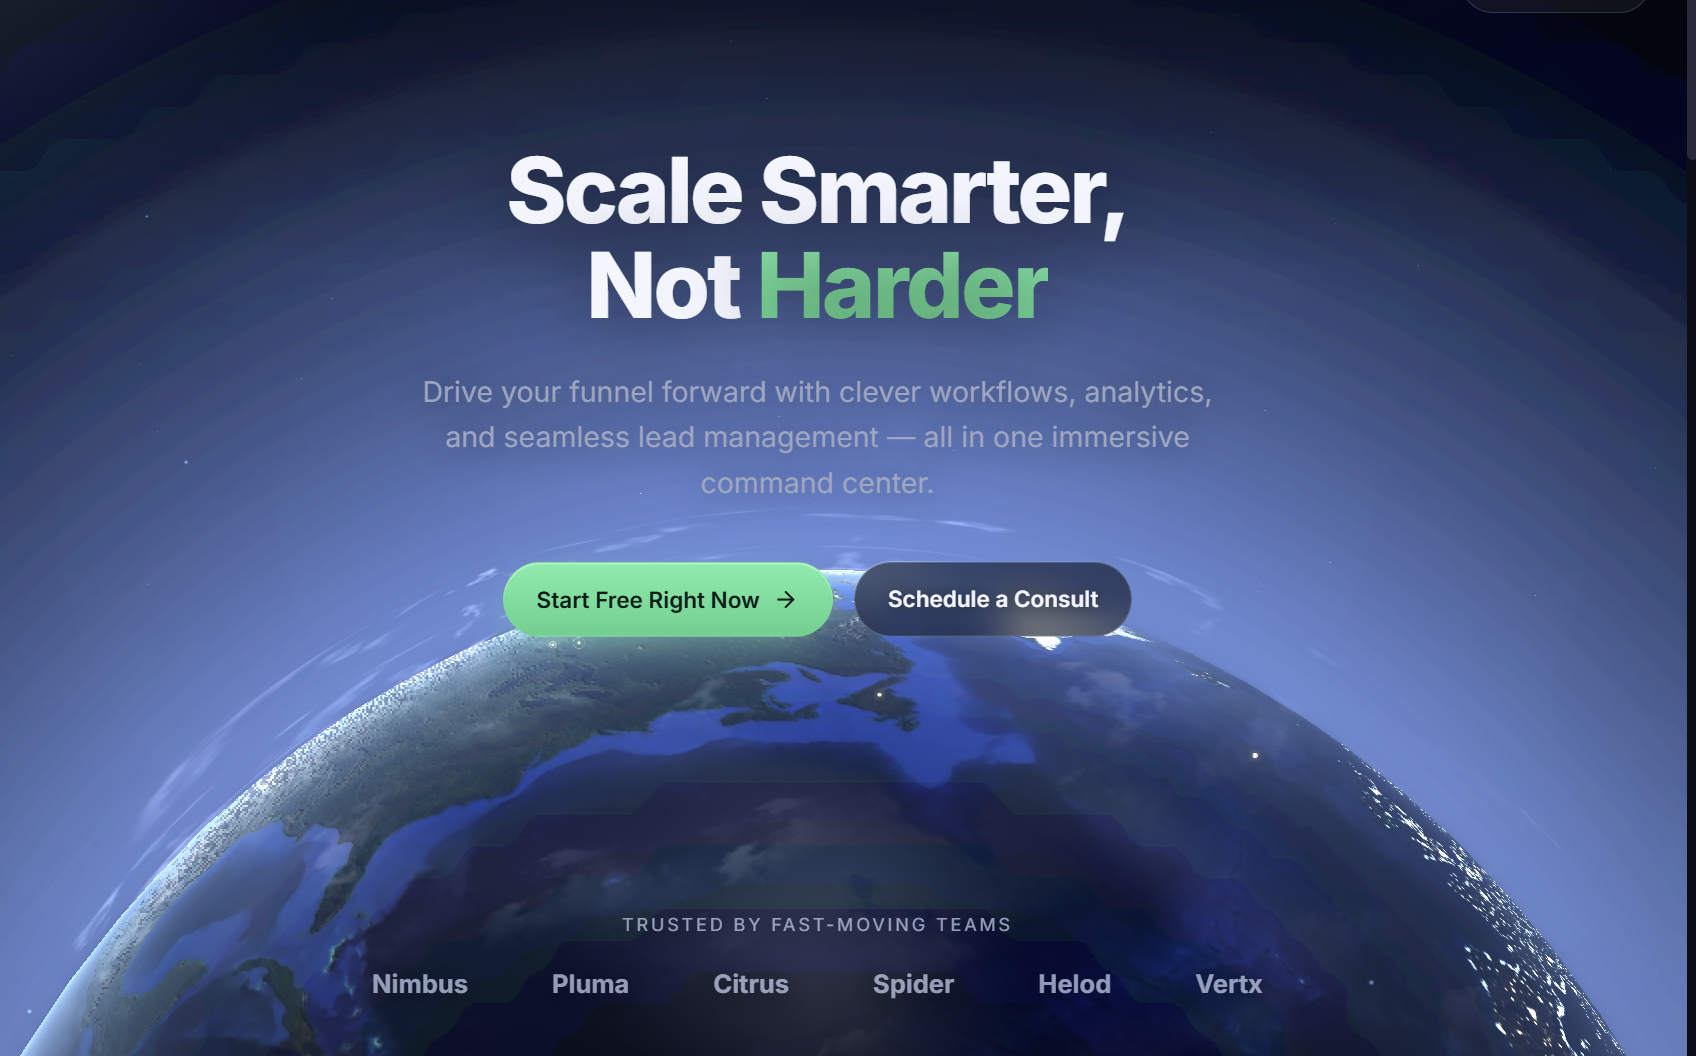 Scale Smarter,
Not Harder
Drive your funnel forward with clever workflows, analytics,
and seamless lead management — all in one immersive
command center.
Start Free Right Now →
Schedule a Consult
TRUSTED BY FAST-MOVING TEAMS
Nimbus Pluma Citrus Spider Helod Vertx